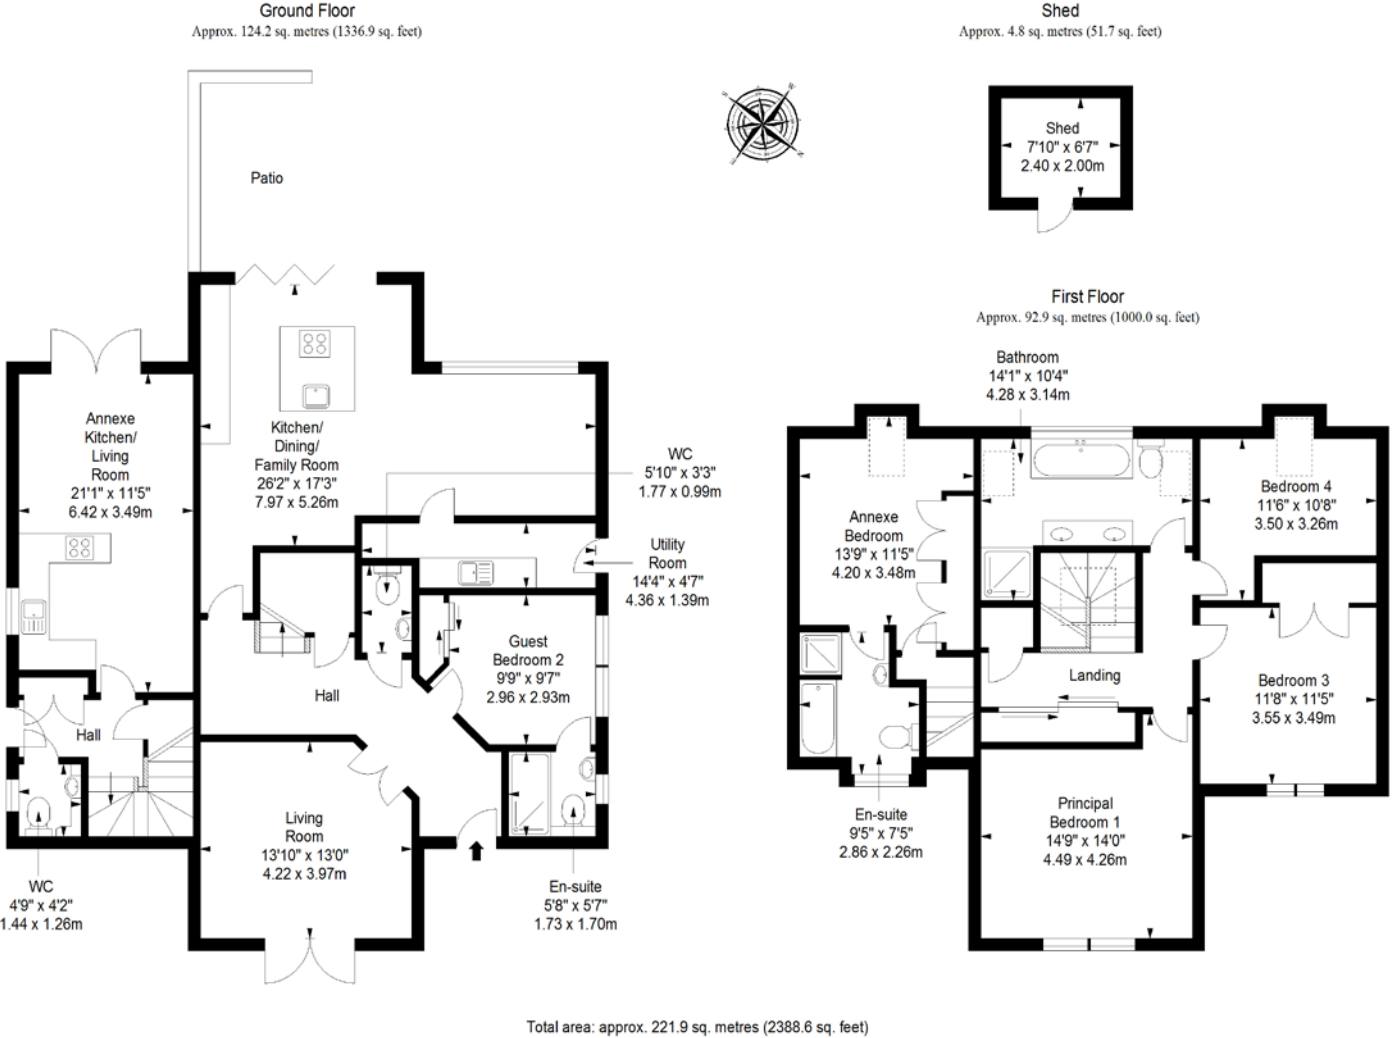 Ground Floor
Approx. 124.2 sq. metres (1336.9 sq. feet)
Shed
Approx. 4.8 sq. metres (51.7 sq. feet)
Patio
Shed
7'10" x 6'7"
2.40 x 2.00m
First Floor
Approx. 92.9 sq. metres (1000.0 sq. feet)
Annexe
Kitchen/
Living
Room
21'1" x 11'5"
6.42 x 3.49m
Kitchen/
Dining/
Family Room
26'2" x 17'3"
7.97 x 5.26m
WC
5'10" x 3'3"
1.77 x 0.99m
Utility
Room
14'4" x 4'7"
4.36 x 1.39m
Guest
Bedroom 2
9'9" x 9'7"
2.96 x 2.93m
Hall
Hall
Living
Room
13'10" x 13'0"
4.22 x 3.97m
WC
4'9" x 4'2"
1.44 x 1.26m
En-suite
5'8" x 5'7"
1.73 x 1.70m
Bathroom
14'1" x 10'4"
4.28 x 3.14m
Annexe
Bedroom
13'9" x 11'5"
4.20 x 3.48m
Bedroom 4
11'6" x 10'8"
3.50 x 3.26m
Landing
Bedroom 3
11'8" x 11'5"
3.55 x 3.49m
En-suite
9'5" x 7'5"
2.86 x 2.26m
Principal
Bedroom 1
14'9" x 14'0"
4.49 x 4.26m
Total area: approx. 221.9 sq. metres (2388.6 sq. feet)